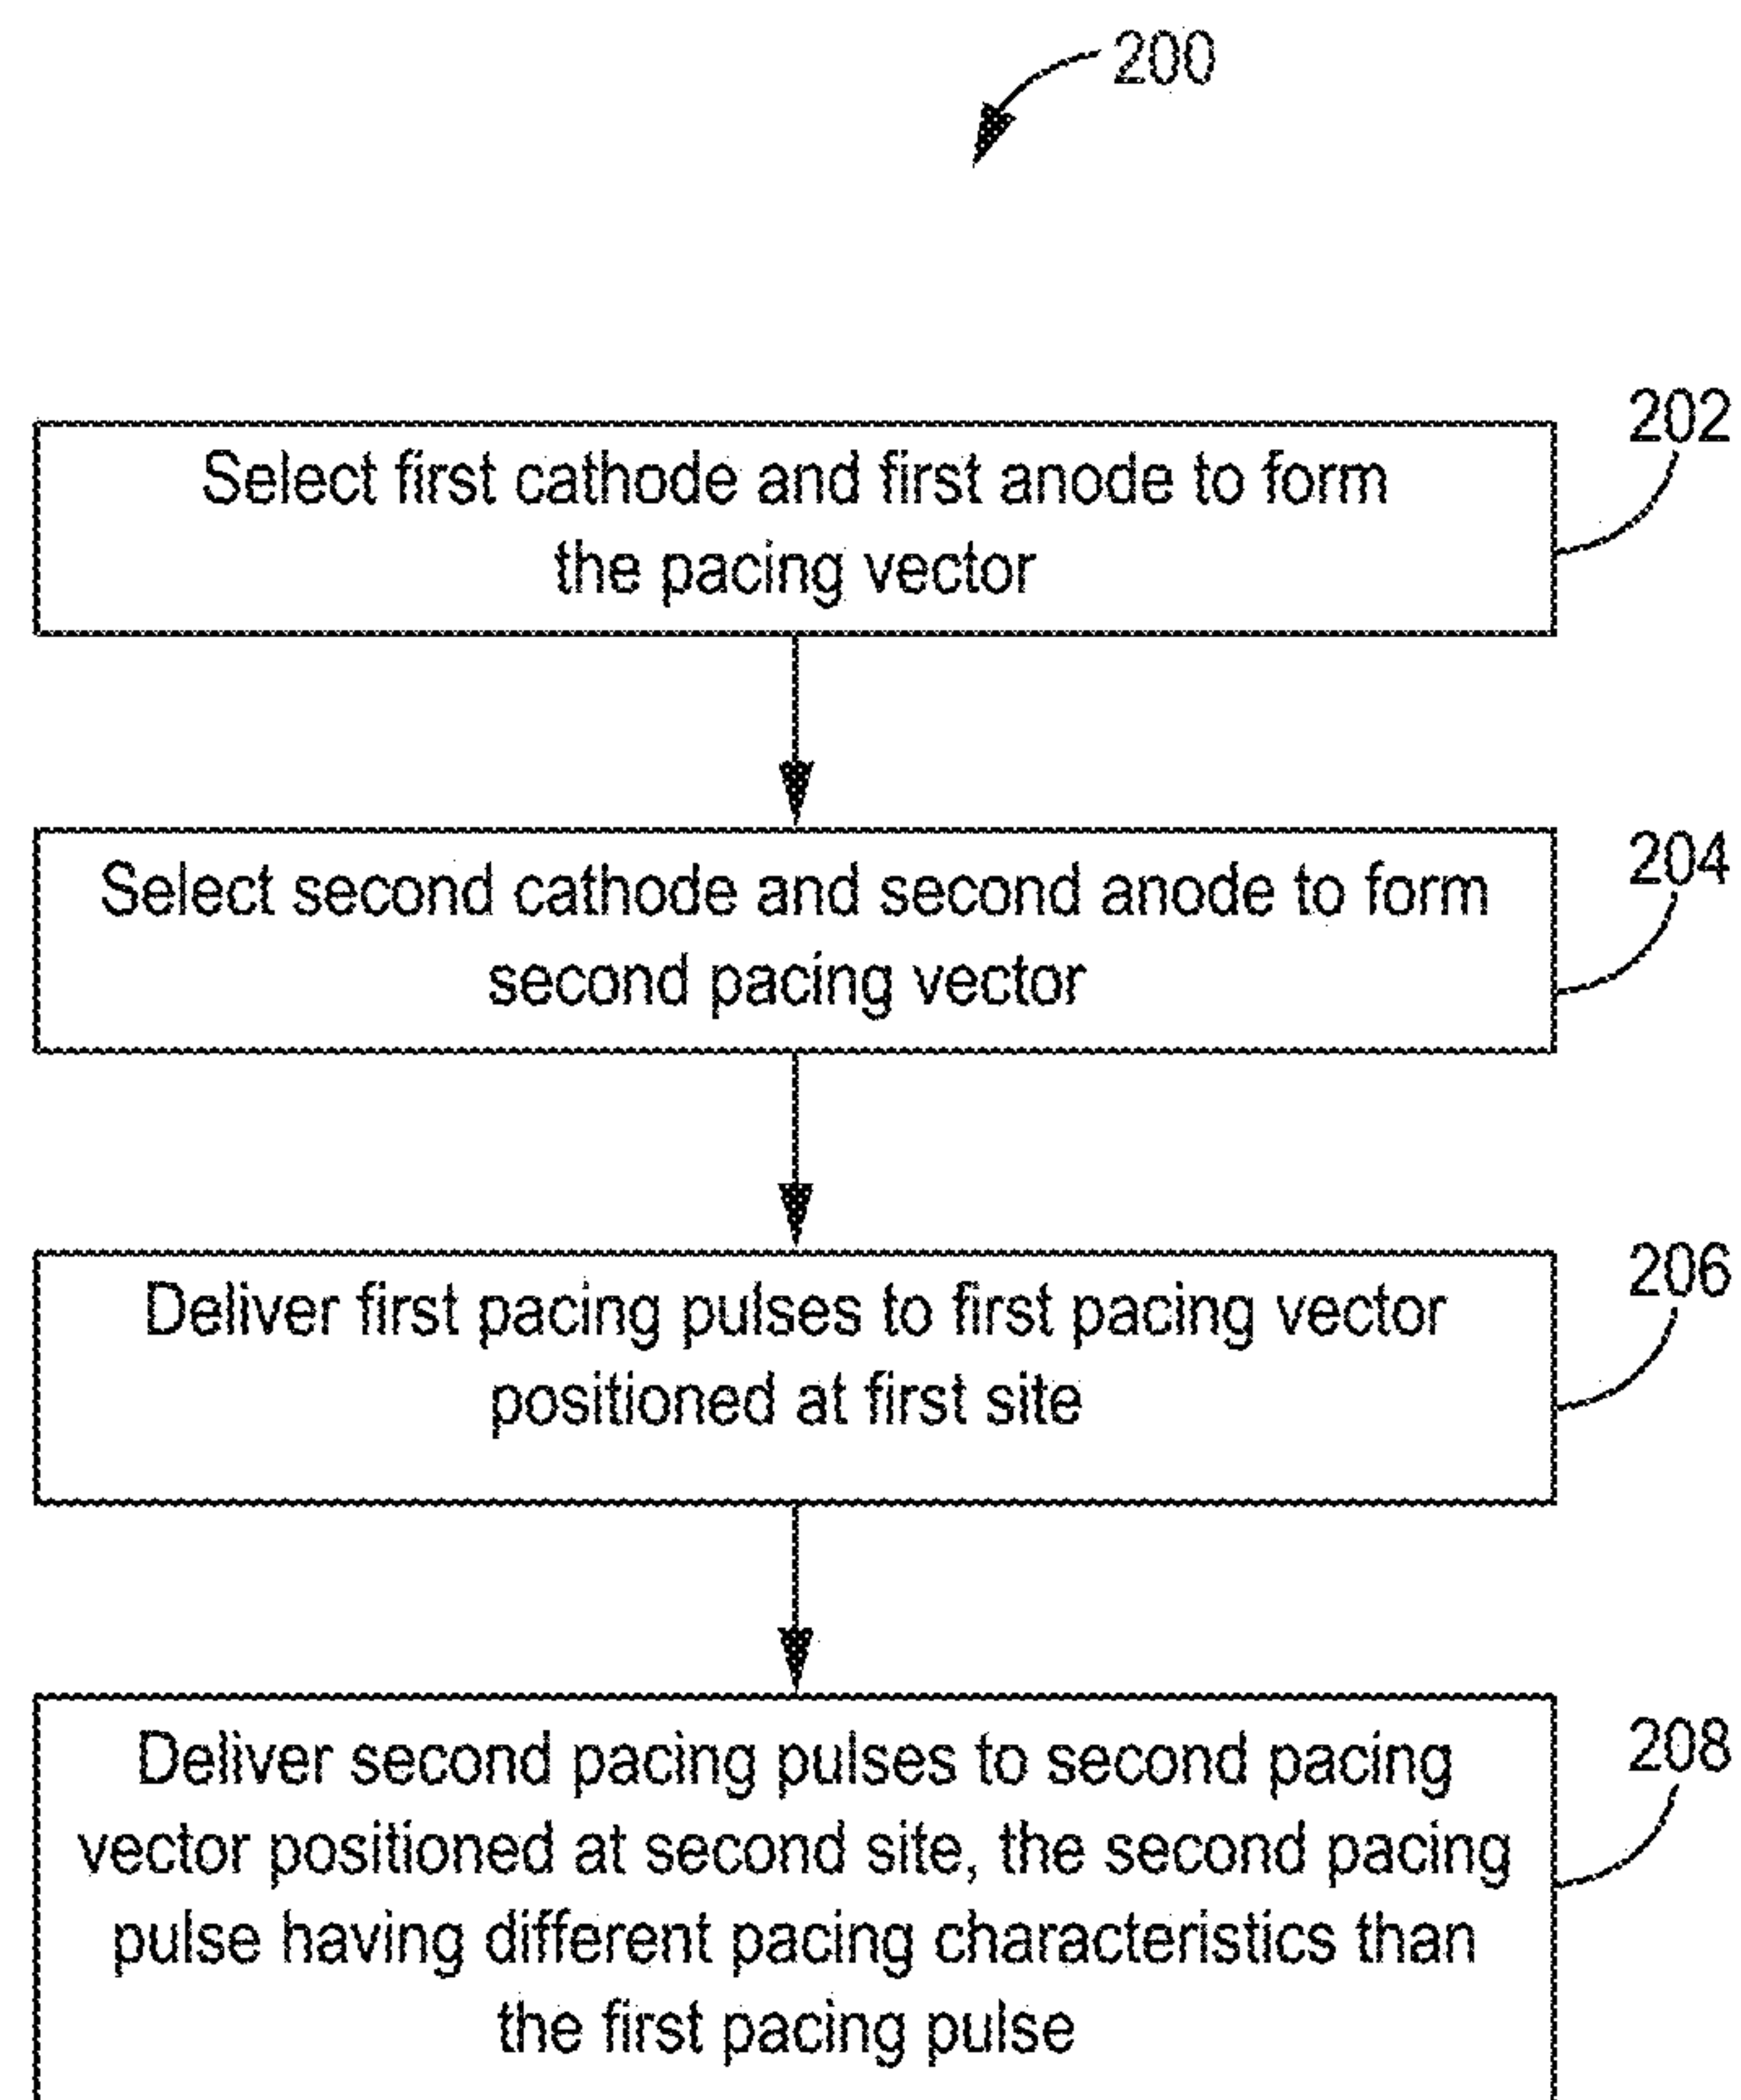 200
202
Select first cathode and first anode to form
the pacing vector
204
Select second cathode and second anode to form
second pacing vector
206
Deliver first pacing pulses to first pacing vector
positioned at first site
208
Deliver second pacing pulses to second pacing
vector positioned at second site, the second pacing
pulse having different pacing characteristics than
the first pacing pulse